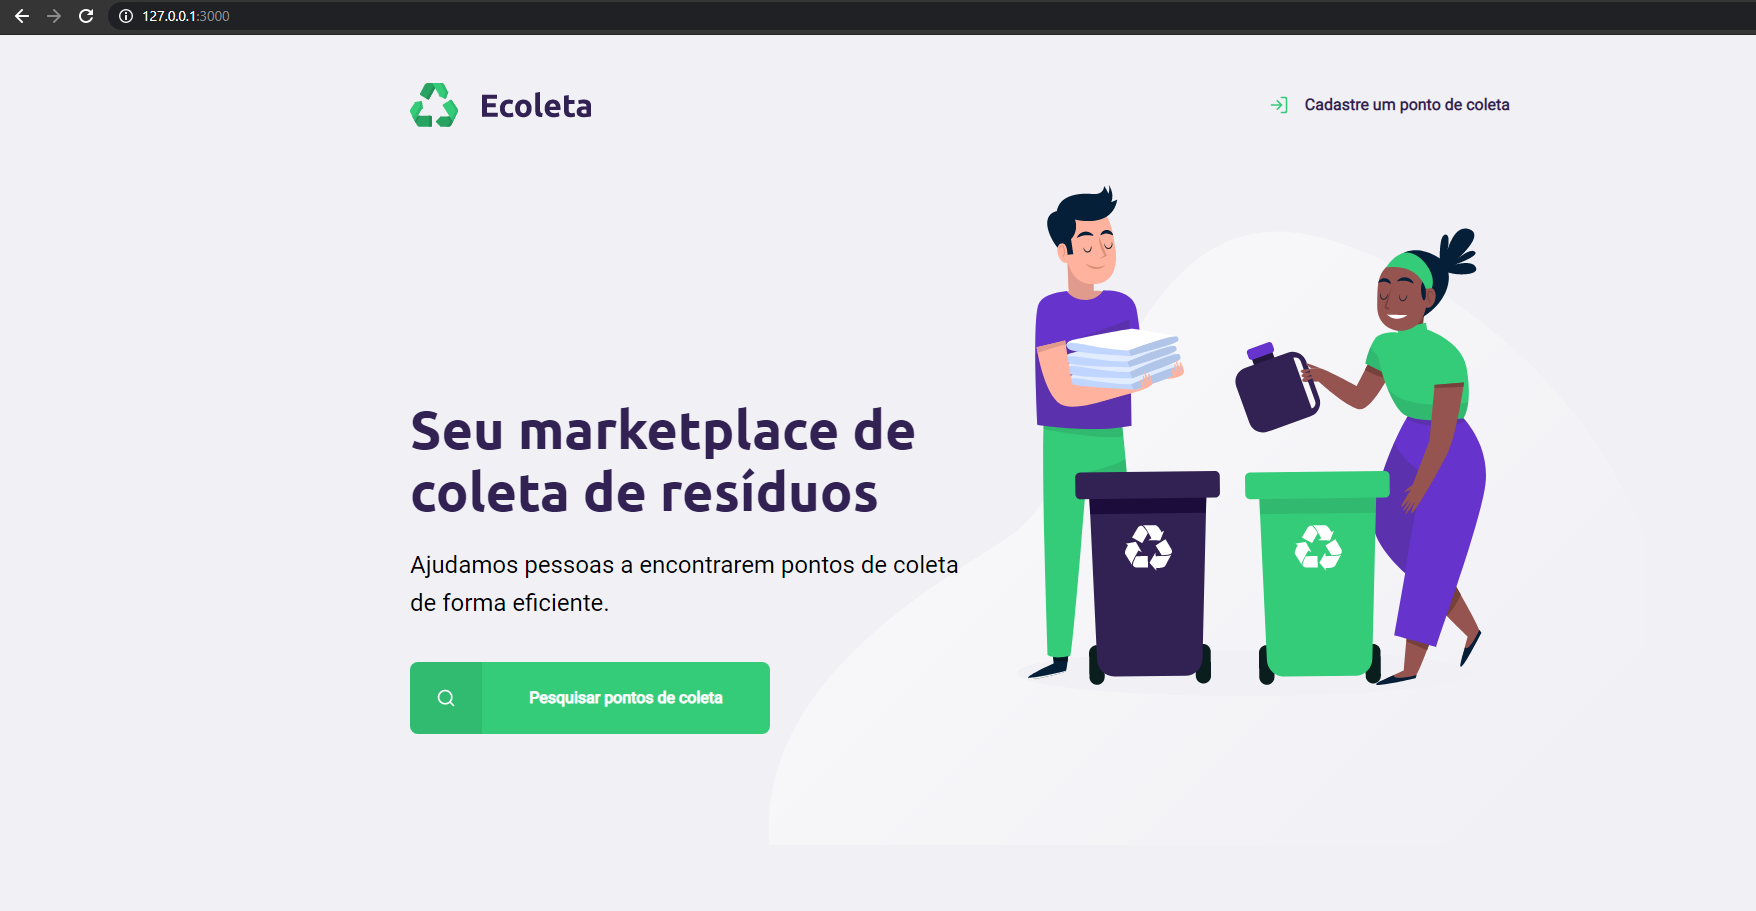 127.0.0.1:3000
Ecoleta
Cadastre um ponto de coleta
Seu marketplace de
coleta de resíduos
Ajudamos pessoas a encontrarem pontos de coleta
de forma eficiente.
Pesquisar pontos de coleta